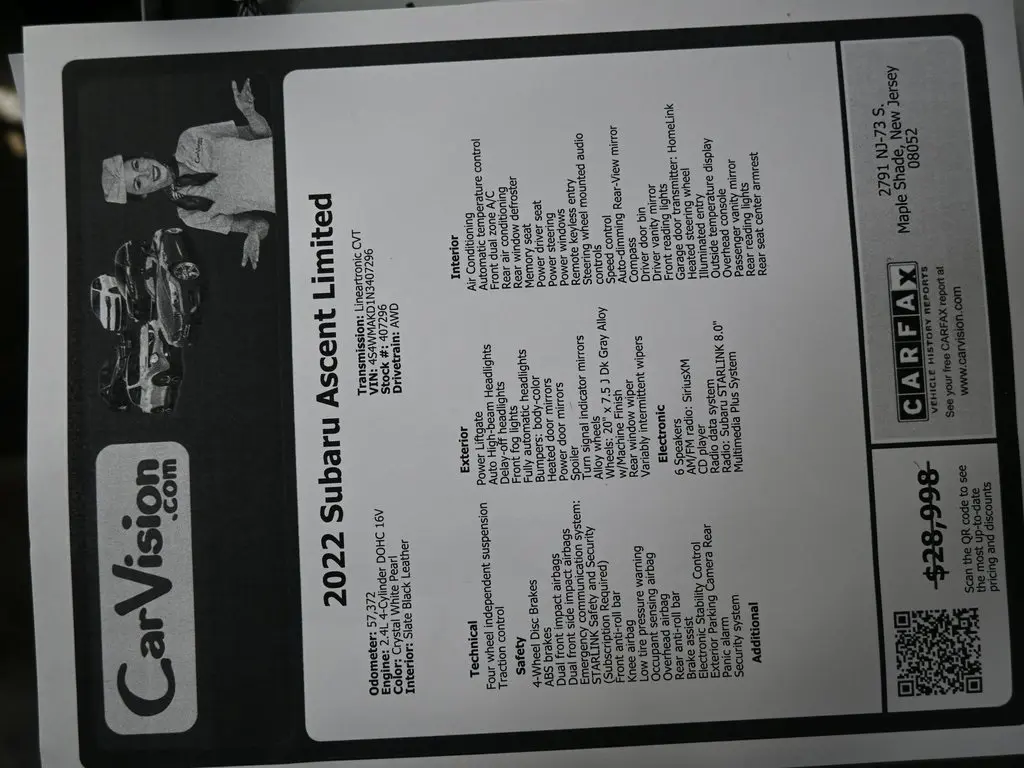 CarVision
.com
2022 Subaru Ascent Limited
Odometer: 57,372
Engine: 2.4L 4-Cylinder DOHC 16V
Color: Crystal White Pearl
Interior: Slate Black Leather
Transmission: Lineartronic CVT
VIN: 4S4WMAKD1N3407296
Stock #: 407296
Drivetrain: AWD
Technical
Four wheel independent suspension
Traction control
Safety
4-Wheel Disc Brakes
ABS brakes
Dual front impact airbags
Dual front side impact airbags
Emergency communication system:
STARLINK Safety and Security
(Subscription Required)
Front anti-roll bar
Knee airbag
Low tire pressure warning
Occupant sensing airbag
Overhead airbag
Rear anti-roll bar
Brake assist
Electronic Stability Control
Exterior Parking Camera Rear
Panic alarm
Security system
Additional
Exterior
Power Liftgate
Auto High-beam Headlights
Delay-off headlights
Front fog lights
Fully automatic headlights
Bumpers: body-color
Heated door mirrors
Power door mirrors
Spoiler
Turn signal indicator mirrors
Alloy wheels
Wheels: 20" x 7.5 J Dk Gray Alloy
w/Machine Finish
Rear window wiper
Variably intermittent wipers
Electronic
6 Speakers
AM/FM radio: SiriusXM
CD player
Radio data system
Radio: Subaru STARLINK 8.0"
Multimedia Plus System
Interior
Air Conditioning
Automatic temperature control
Front dual zone A/C
Rear air conditioning
Rear window defroster
Memory seat
Power driver seat
Power steering
Power windows
Remote keyless entry
Steering wheel mounted audio
controls
Speed control
Auto-dimming Rear-View mirror
Compass
Driver door bin
Driver vanity mirror
Front reading lights
Garage door transmitter: HomeLink
Heated steering wheel
Illuminated entry
Outside temperature display
Overhead console
Passenger vanity mirror
Rear reading lights
Rear seat center armrest
$28,998
Scan the QR code to see
the most up-to-date
pricing and discounts
CARFAX
VEHICLE HISTORY REPORTS
See your free CARFAX report at
www.carvision.com
2791 NJ-73 S.
Maple Shade, New Jersey
08052